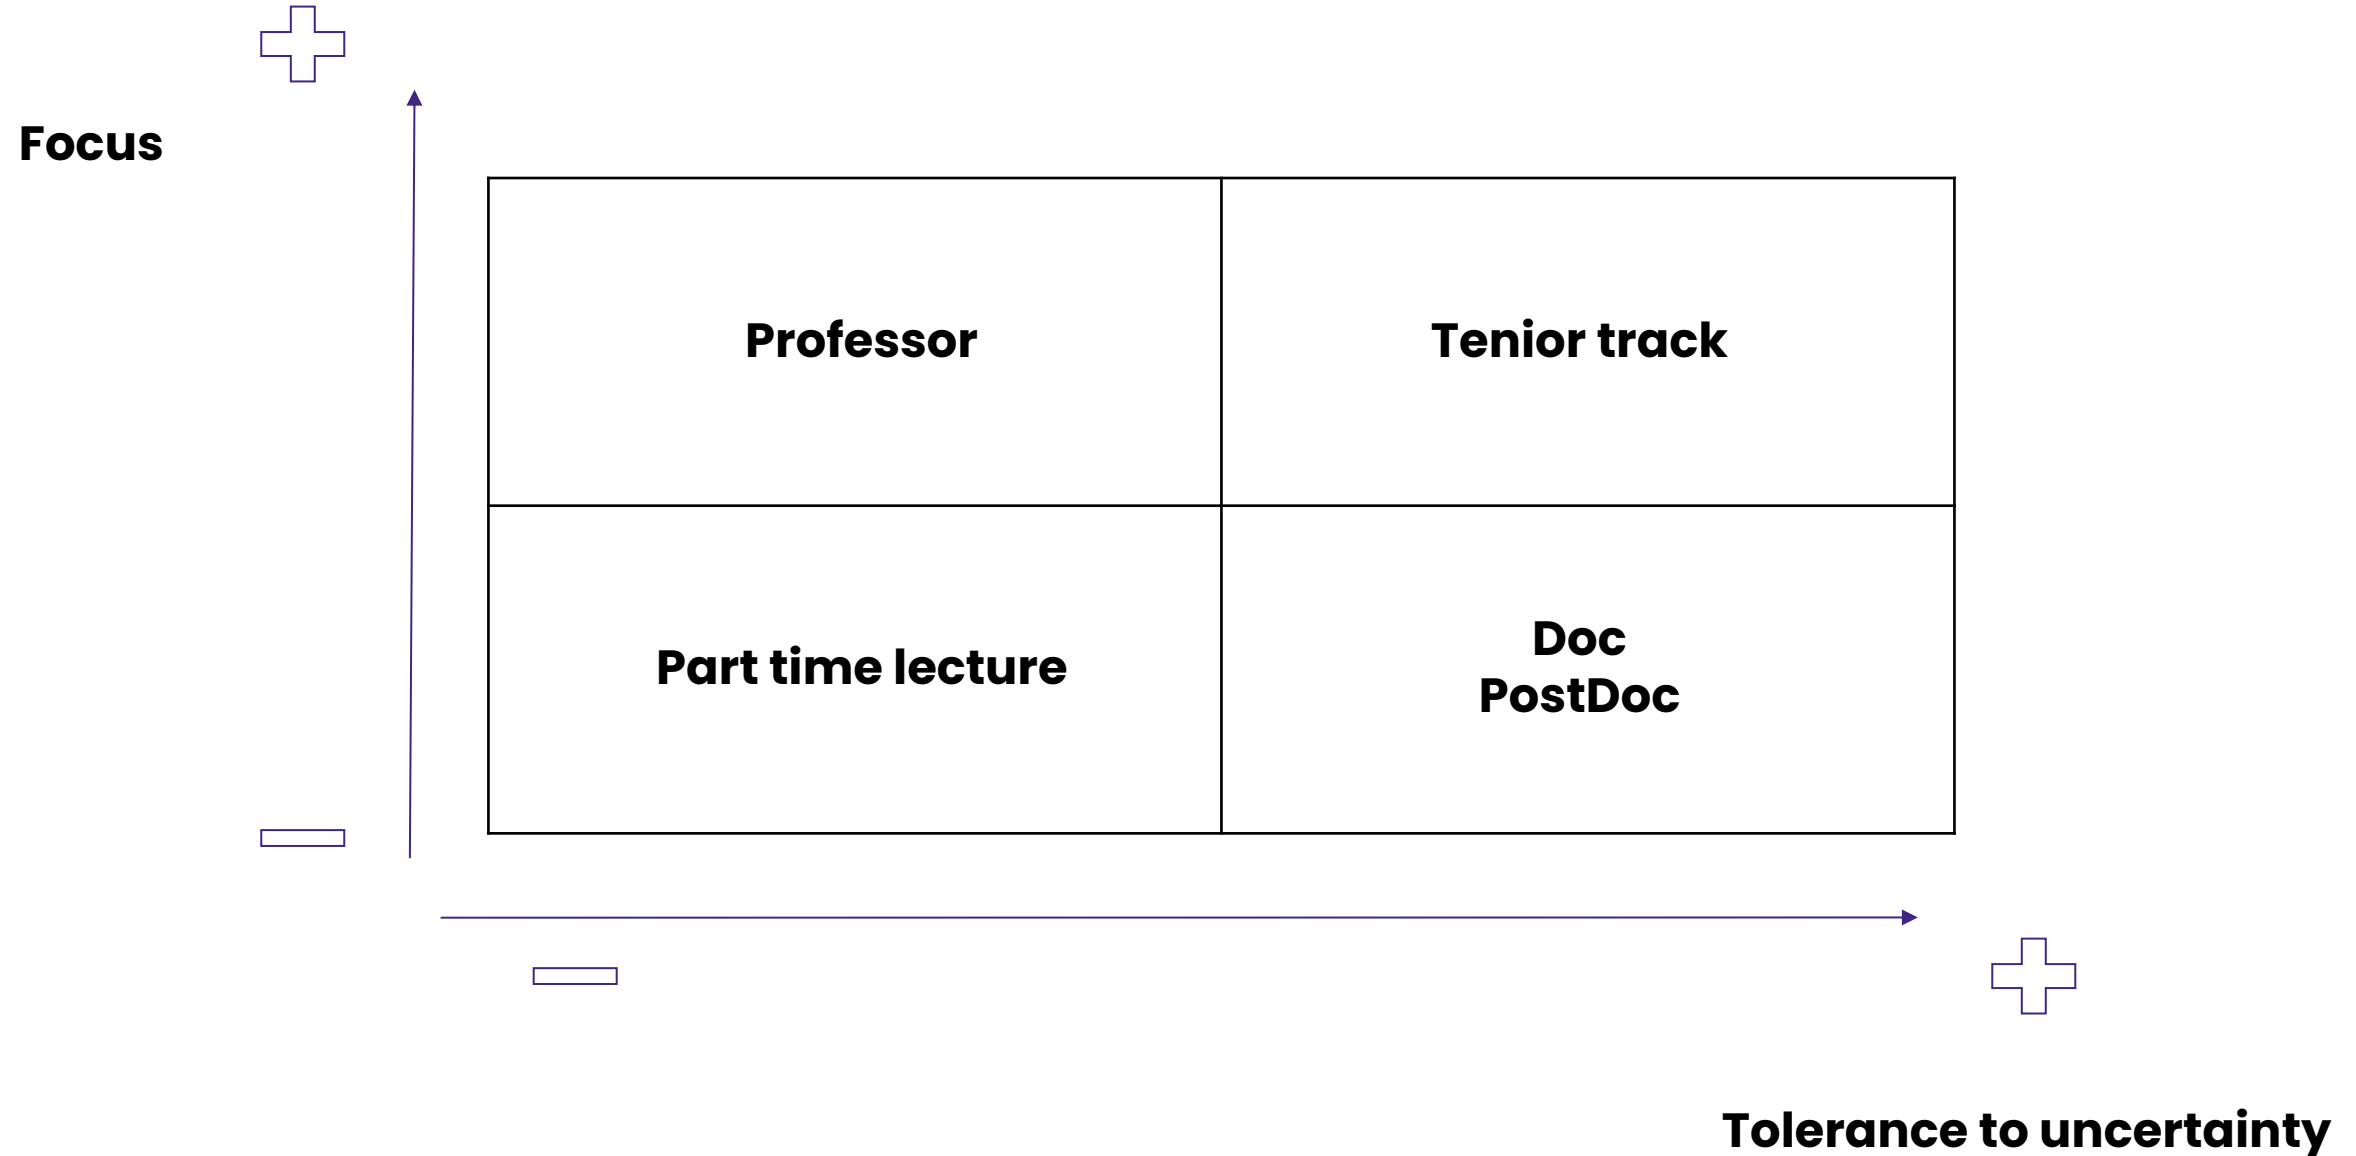 Focus
Professor
Tenior track
Part time lecture
Doc
PostDoc
Tolerance to uncertainty